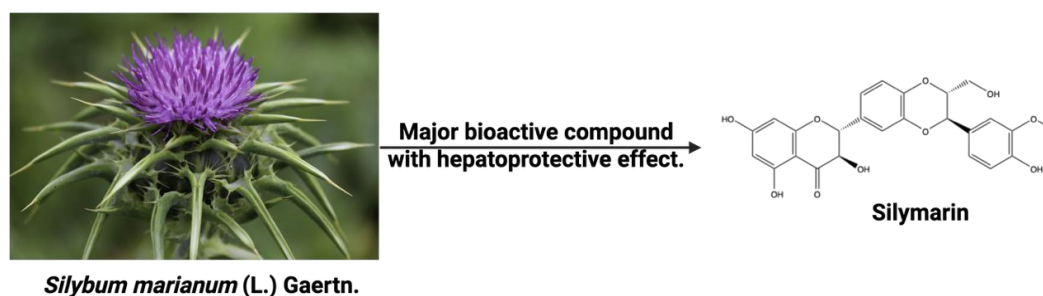 Major bioactive compound
with hepatoprotective effect.
HO
O
OH
O
OH
O
O
OH
O
OH
Silymarin
Silybum marianum (L.) Gaertn.